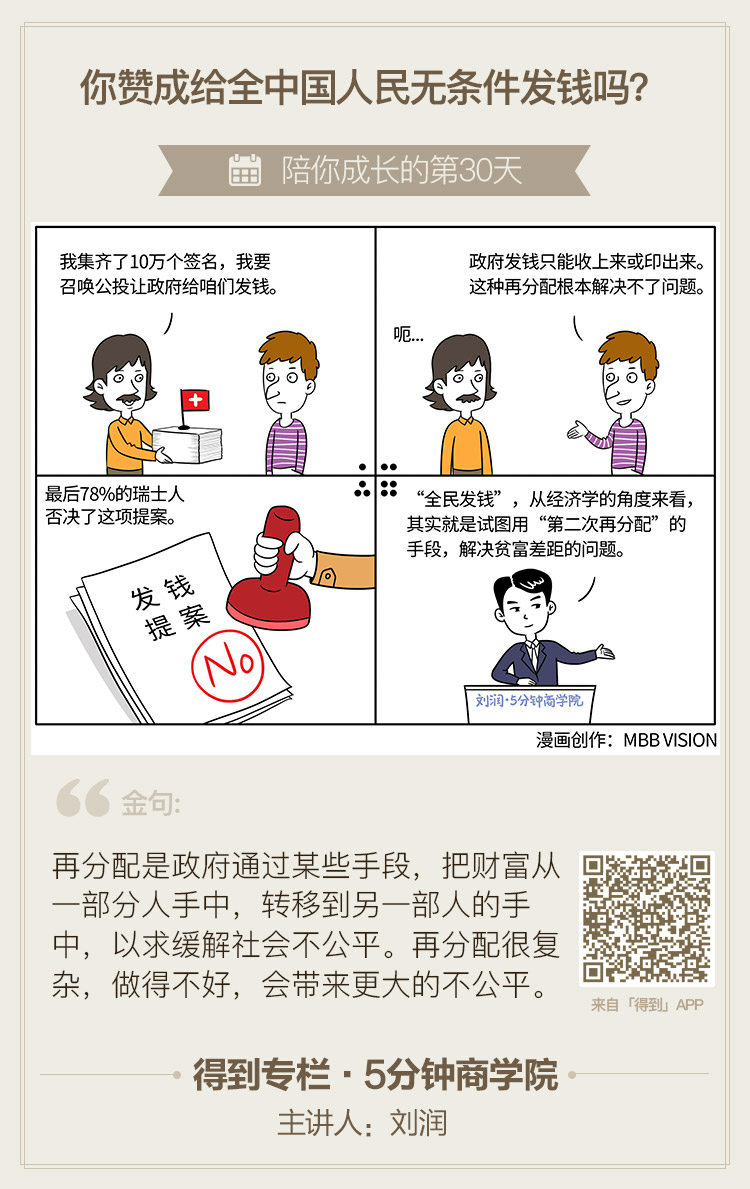 你赞成给全中国人民无条件发钱吗？
陪你成长的第30天
我集齐了10万个签名，我要
召唤公投让政府给咱们发钱。
政府发钱只能收上来或印出来。
这种再分配根本解决不了问题。
呃...
最后78%的瑞士人
否决了这项提案。
发钱
提案
No
“全民发钱”，从经济学的角度来看，
其实就是试图用“第二次再分配”的
手段，解决贫富差距的问题。
刘润·5分钟商学院
漫画创作：MBB VISION
金句:
再分配是政府通过某些手段，把财富从
一部分人手中，转移到另一部人的手
中，以求缓解社会不公平。再分配很复
杂，做得不好，会带来更大的不公平。
来自「得到」APP
得到专栏·5分钟商学院
主讲人：刘润